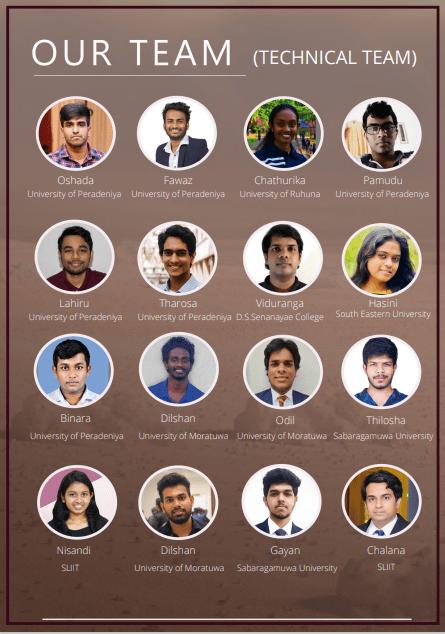 OUR TEAM (TECHNICAL TEAM)
Oshada Fawaz Chathurika Pamudu
University of Peradeniya University of Peradeniya University of Ruhuna University of Peradeniya
Lahiru Tharosa Viduranga Hasini
University of Peradeniya University of Peradeniya D.S.Senanayae College South Eastern University
Binara Dilshan Odil Thilosha
University of Peradeniya University of Moratuwa University of Moratuwa Sabaragamuwa University
Nisandi Dilshan Gayan Chalana
SLIIT University of Moratuwa Sabaragamuwa University SLIIT